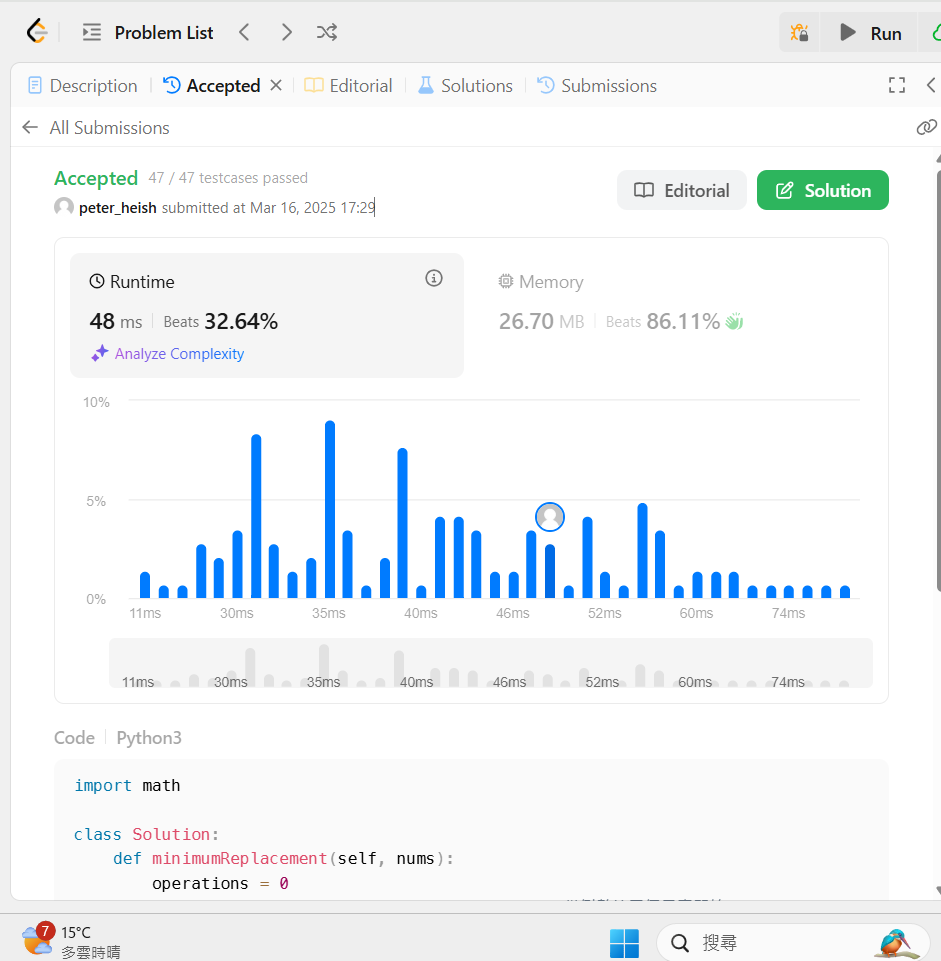 Problem List
Run
Description
Accepted
Editorial
Solutions
Submissions
All Submissions
Accepted 47 / 47 testcases passed
peter_heish submitted at Mar 16, 2025 17:29
Editorial
Solution
Runtime
48 ms Beats 32.64%
Analyze Complexity
Memory
26.70 MB Beats 86.11%
10%
5%
0%
11ms 30ms 35ms 40ms 46ms 52ms 60ms 74ms
11ms 30ms 35ms 40ms 46ms 52ms 60ms 74ms
Code Python3
import math
class Solution:
def minimumReplacement(self, nums):
operations = 0
7
15°C
多雲時晴
搜尋